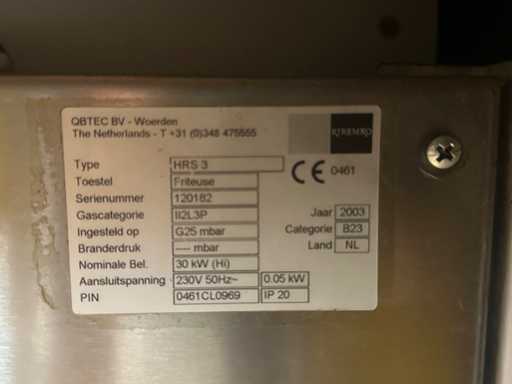 QBTEC BV - Woerden
The Netherlands - T +31 (0)348 475555
KIREMKO
Type HRS 3
CE 0461
Toestel Friteuse
Serienummer 120182
Gascategorie II2L3P
Jaar 2003
Ingesteld op G25 mbar
Categorie B23
Branderdruk ---- mbar
Land NL
Nominale Bel. 30 kW (Hi)
Aansluitspanning 230V 50Hz~ 0.05 kW
PIN 0461CL0969 IP 20